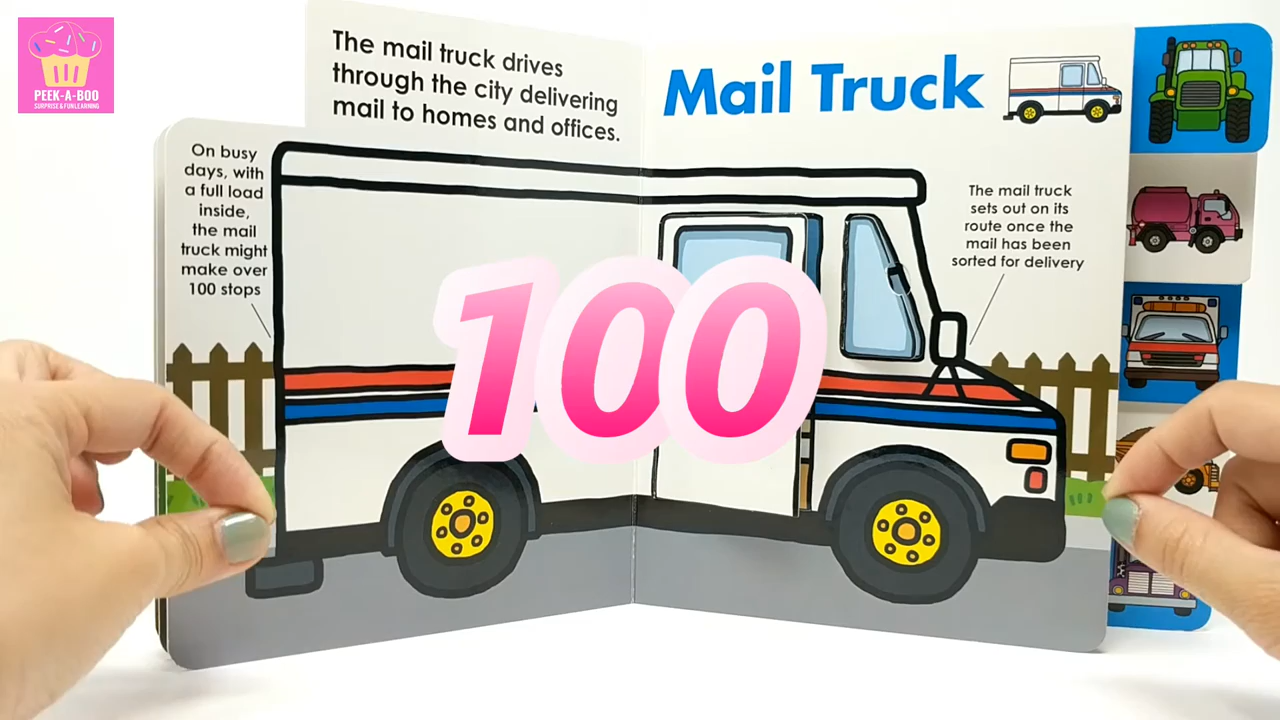 PEEK-A-BOO
SURPRISE & FUN LEARNING
The mail truck drives
through the city delivering
mail to homes and offices.
Mail Truck
On busy
days, with
a full load
inside,
the mail
truck might
make over
100 stops
The mail truck
sets out on its
route once the
mail has been
sorted for delivery
100